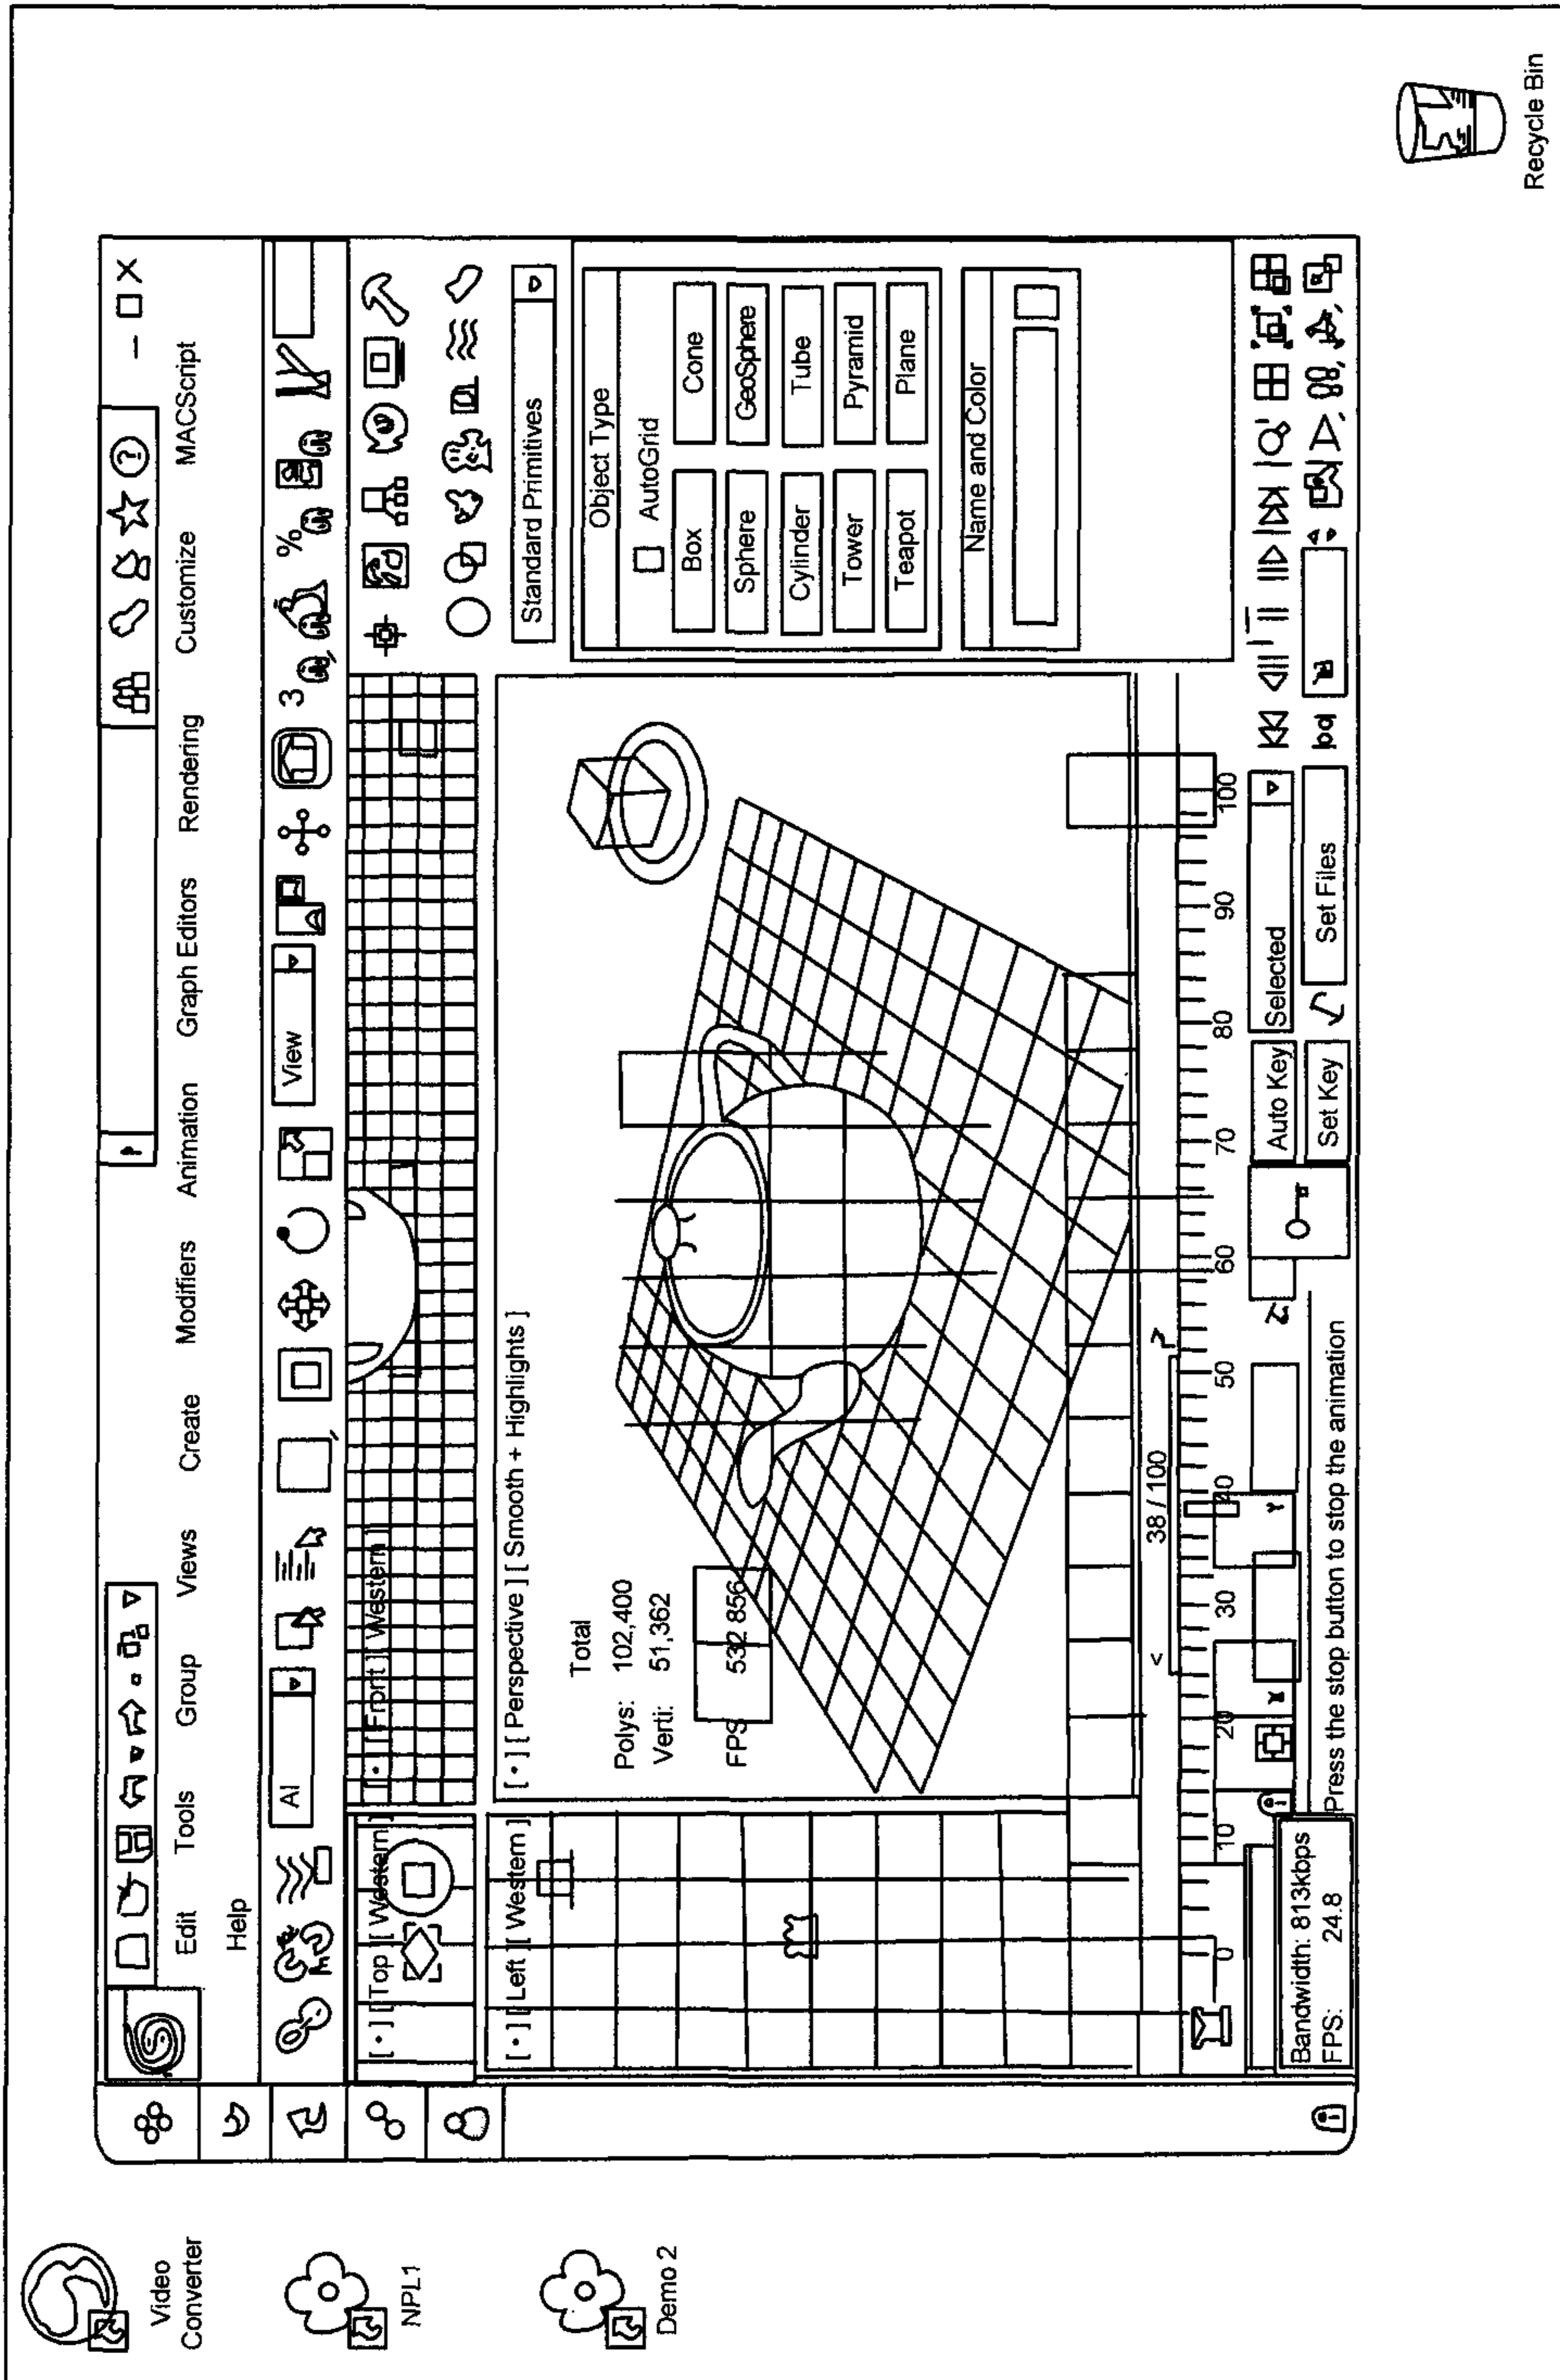 Video
Converter
NPL1
Demo 2
Recycle Bin
Edit Tools Group Views Create Modifiers Animation Graph Editors Rendering Customize MACScript
Help
AI
View
3
%
[ • ] [ Top ] [ Western ]
[ • ] [ Front ] [ Western ]
[ • ] [ Left ] [ Western ]
[ • ] [ Perspective ] [ Smooth + Highlights ]
Total
Polys: 102,400
Verti: 51,362
FPS: 532.856
Standard Primitives
Object Type
AutoGrid
Box Cone
Sphere GeoSphere
Cylinder Tube
Tower Pyramid
Teapot Plane
Name and Color
< 38 / 100
0 10 20 30 40 50 60 70 80 90 100
Auto Key Selected
Set Key Set Files
Bandwidth: 813kbps
FPS: 24.8
Press the stop button to stop the animation